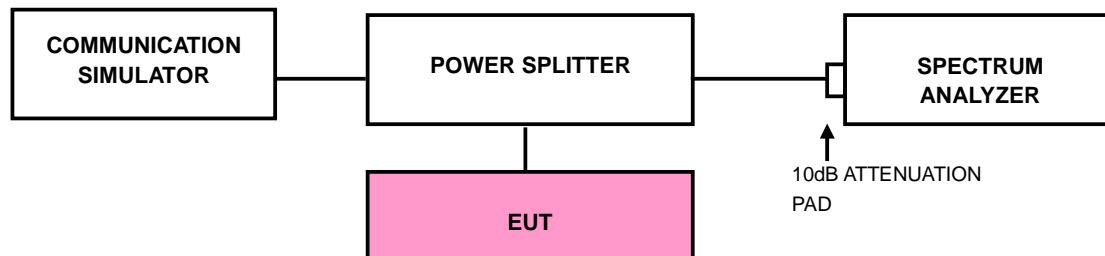 COMMUNICATION
SIMULATOR
POWER SPLITTER
SPECTRUM
ANALYZER
10dB ATTENUATION
PAD
EUT